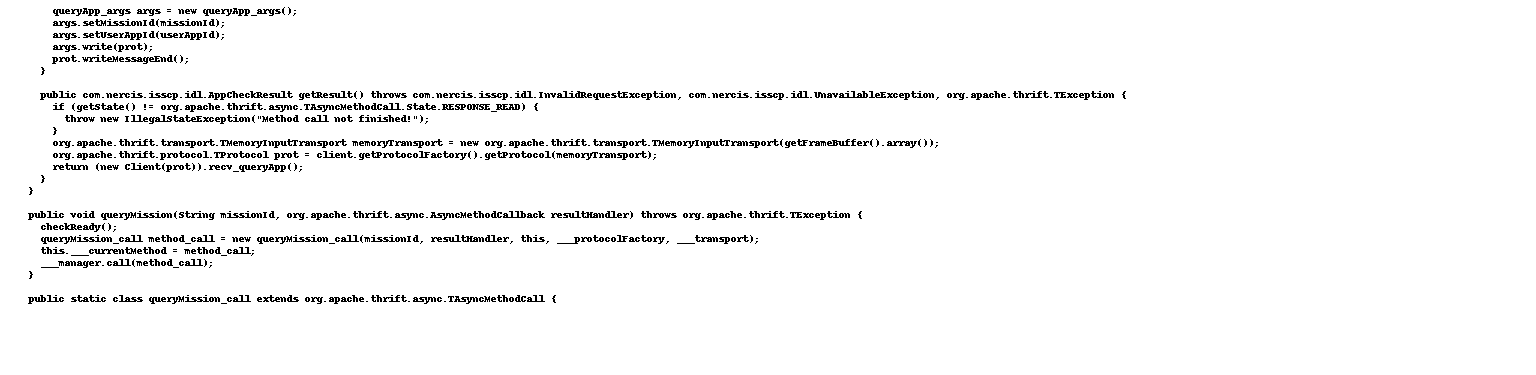 queryApp_args args = new queryApp_args();
args.setMissionId(missionId);
args.setUserAppId(userAppId);
args.write(prot);
prot.writeMessageEnd();
}
public com.nercis.isscp.idl.AppCheckResult getResult() throws com.nercis.isscp.idl.InvalidRequestException, com.nercis.isscp.idl.UnavailableException, org.apache.thrift.TException {
if (getState() != org.apache.thrift.async.TAsyncMethodCall.State.RESPONSE_READ) {
throw new IllegalStateException("Method call not finished!");
}
org.apache.thrift.transport.TMemoryInputTransport memoryTransport = new org.apache.thrift.transport.TMemoryInputTransport(getFrameBuffer().array());
org.apache.thrift.protocol.TProtocol prot = client.getProtocolFactory().getProtocol(memoryTransport);
return (new Client(prot)).recv_queryApp();
}
}
public void queryMission(String missionId, org.apache.thrift.async.AsyncMethodCallback resultHandler) throws org.apache.thrift.TException {
checkReady();
queryMission_call method_call = new queryMission_call(missionId, resultHandler, this, ___protocolFactory, ___transport);
this.___currentMethod = method_call;
___manager.call(method_call);
}
public static class queryMission_call extends org.apache.thrift.async.TAsyncMethodCall {